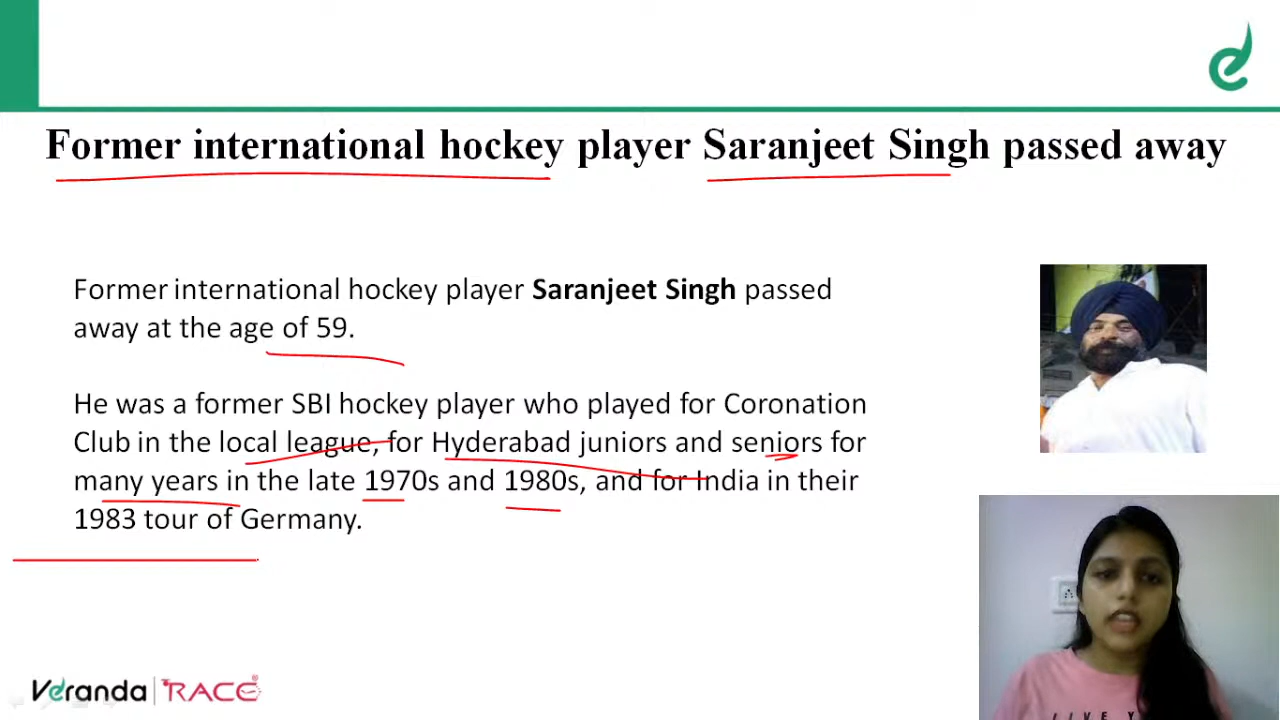 Former international hockey player Saranjeet Singh passed away
Former international hockey player Saranjeet Singh passed
away at the age of 59.
He was a former SBI hockey player who played for Coronation
Club in the local league, for Hyderabad juniors and seniors for
many years in the late 1970s and 1980s, and for India in their
1983 tour of Germany.
Veranda RACE